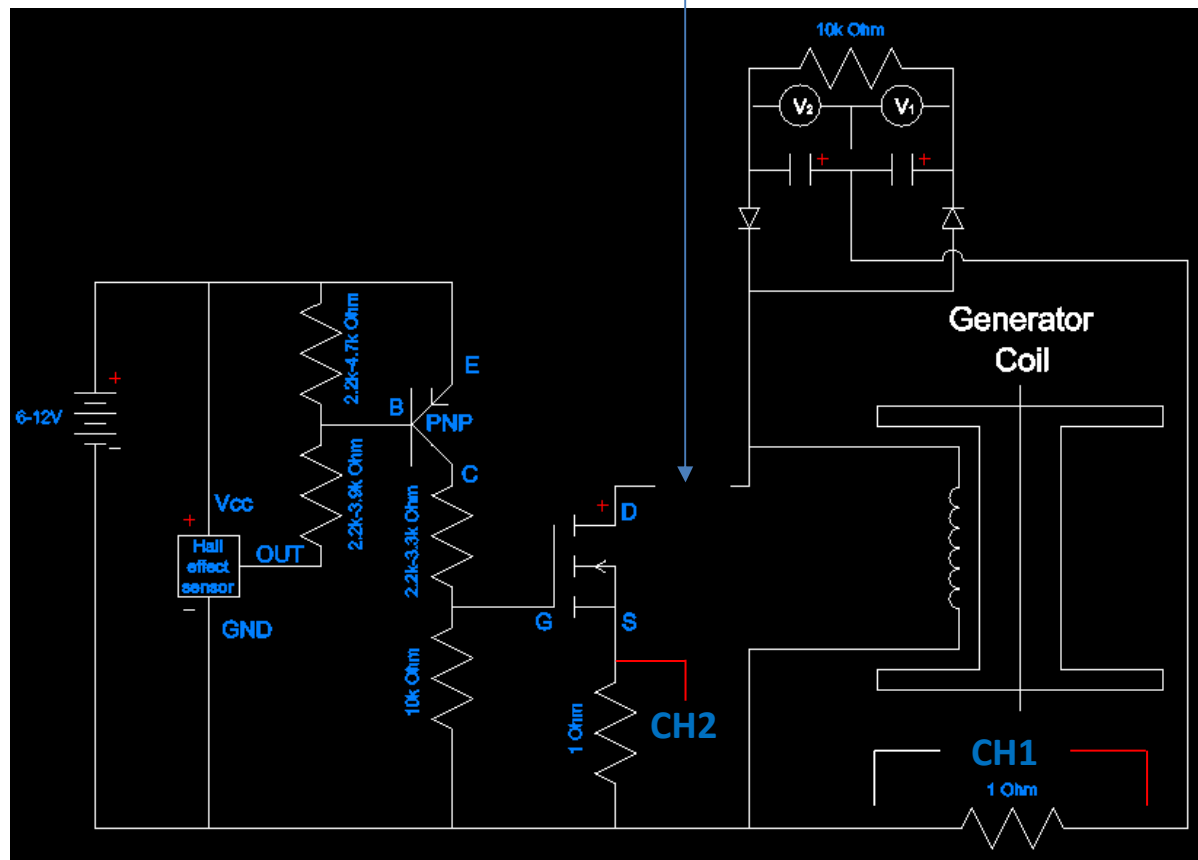 10k Ohm
V2
V1
+
+
Generator
Coil
+
6-12V
-
2.2k-4.7k Ohm
E
B
PNP
C
2.2k-3.9k Ohm
Vcc
+
Hall
effect
sensor
OUT
-
GND
2.2k-3.3k Ohm
+
D
G
S
10k Ohm
1 Ohm
CH2
CH1
1 Ohm